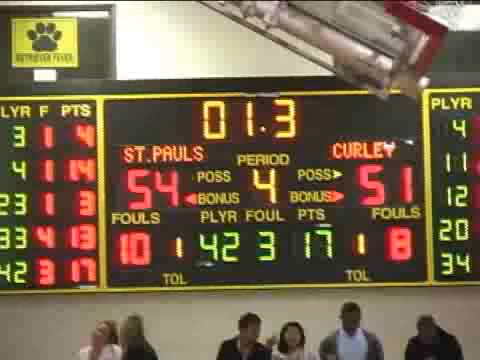 RETRIEVER FEVER
PLYR F PTS
3 1 4
4 1 14
23 1 3
33 4 13
42 3 17
01.3
ST.PAULS
CURLEY
PERIOD
54 POSS 4 POSS 51
BONUS BONUS
FOULS PLYR FOUL PTS FOULS
10 1 42 3 17 1 8
TOL TOL
PLYR
4
11
12
20
34